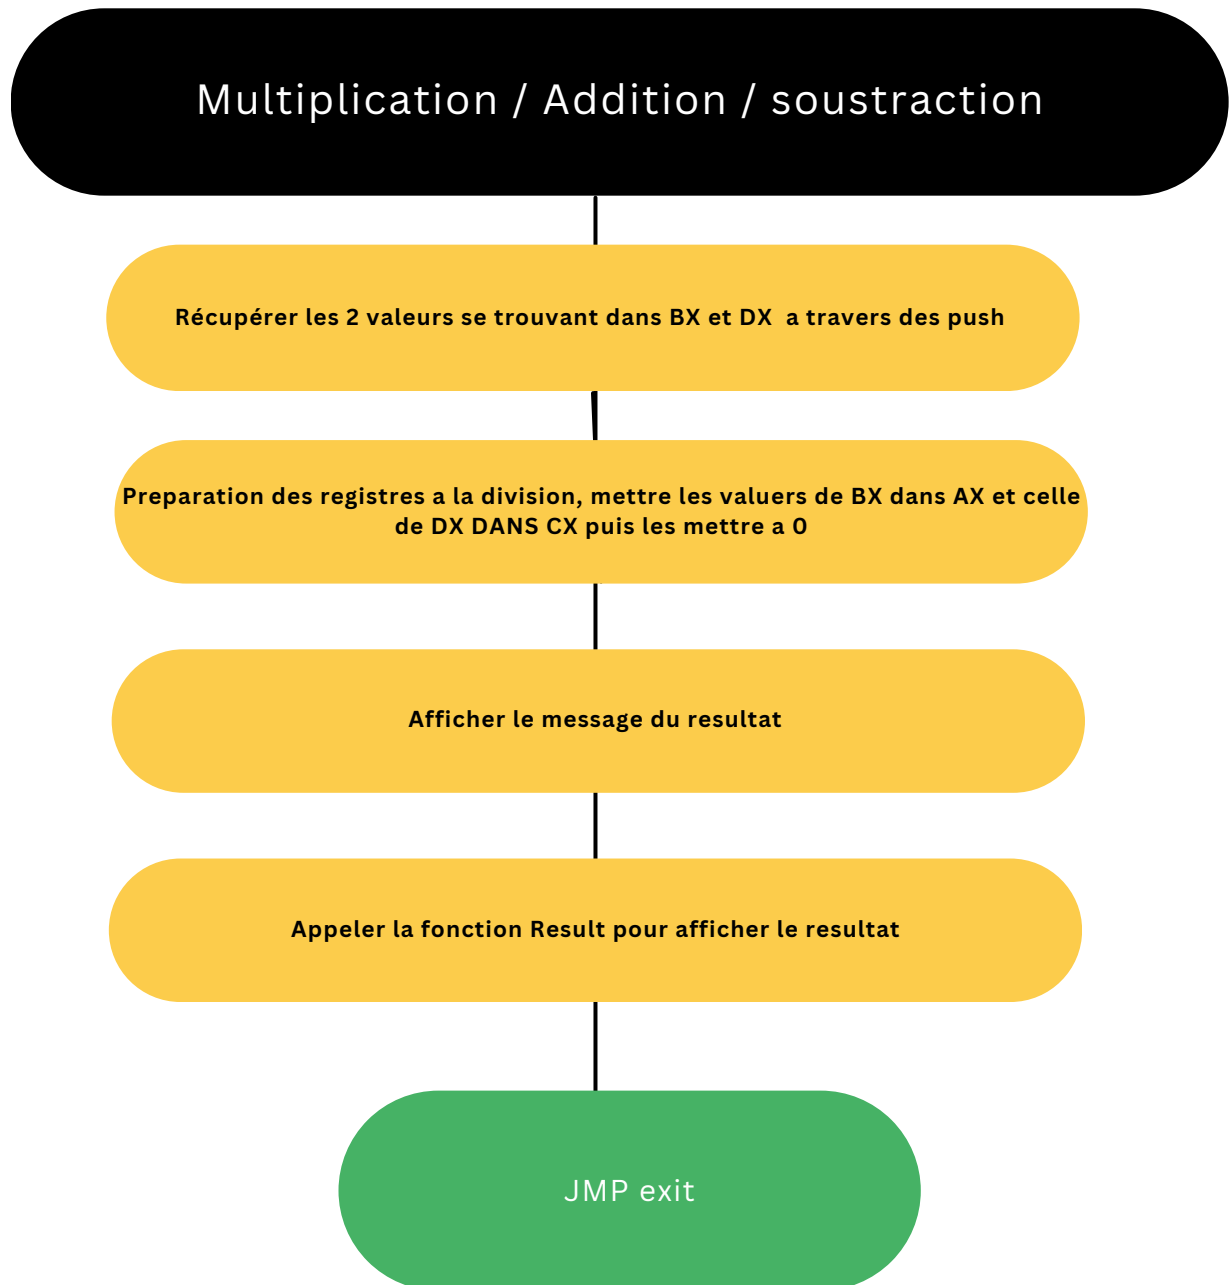 Multiplication / Addition / soustraction
Récupérer les 2 valeurs se trouvant dans BX et DX  a travers des push
Preparation des registres a la division, mettre les valuers de BX dans AX et celle
de DX DANS CX puis les mettre a 0
Afficher le message du resultat
Appeler la fonction Result pour afficher le resultat
JMP exit